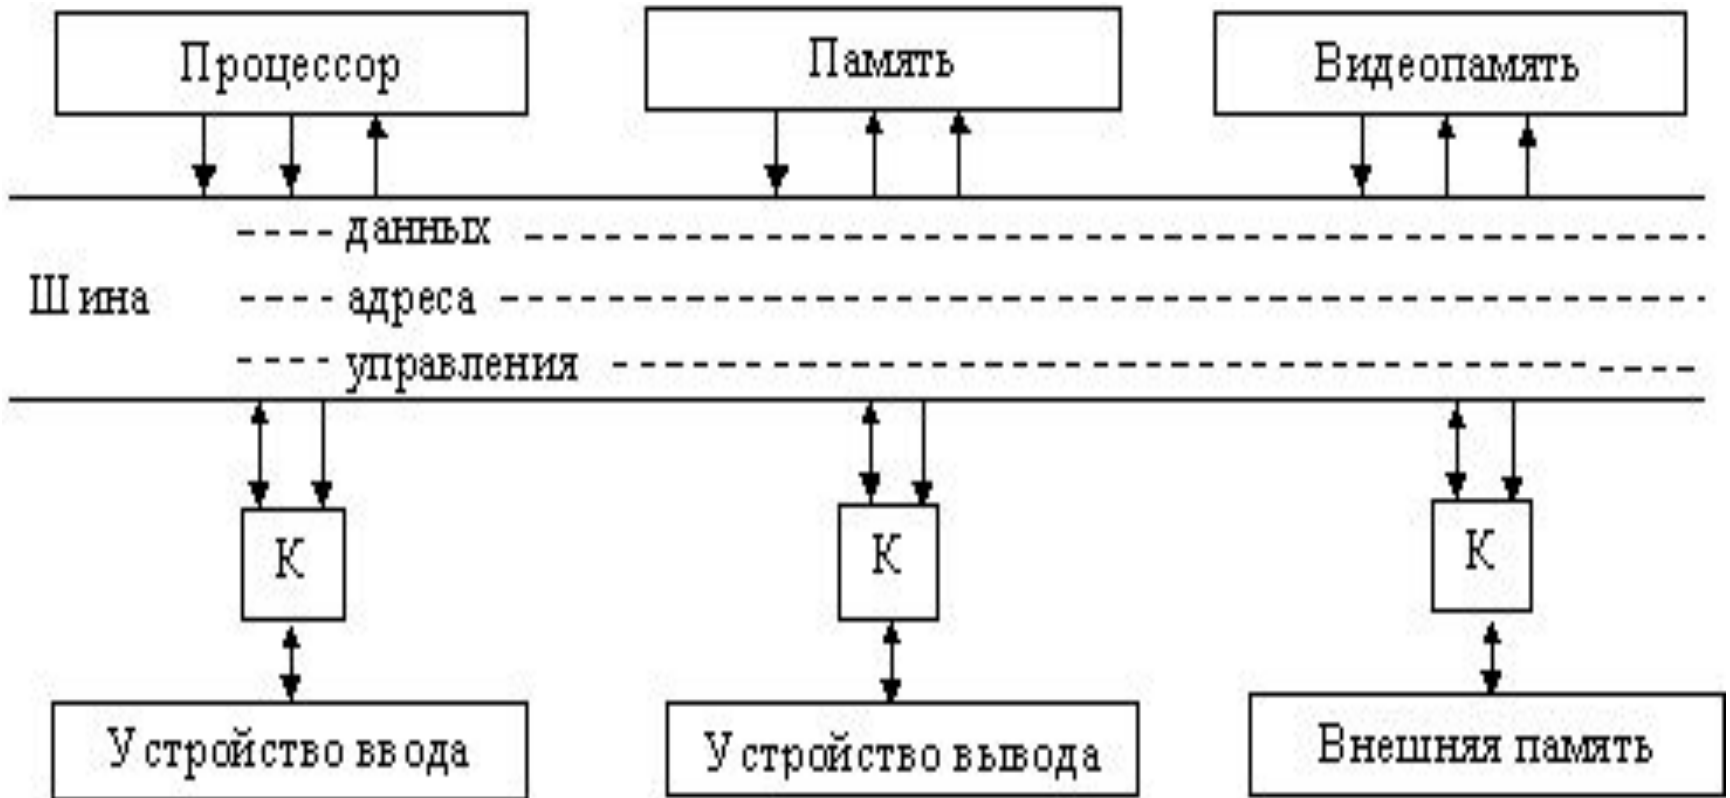 Процессор
Память
Видеопамять
данных
Шина
адреса
управления
К
К
К
Устройство ввода
Устройство вывода
Внешняя память